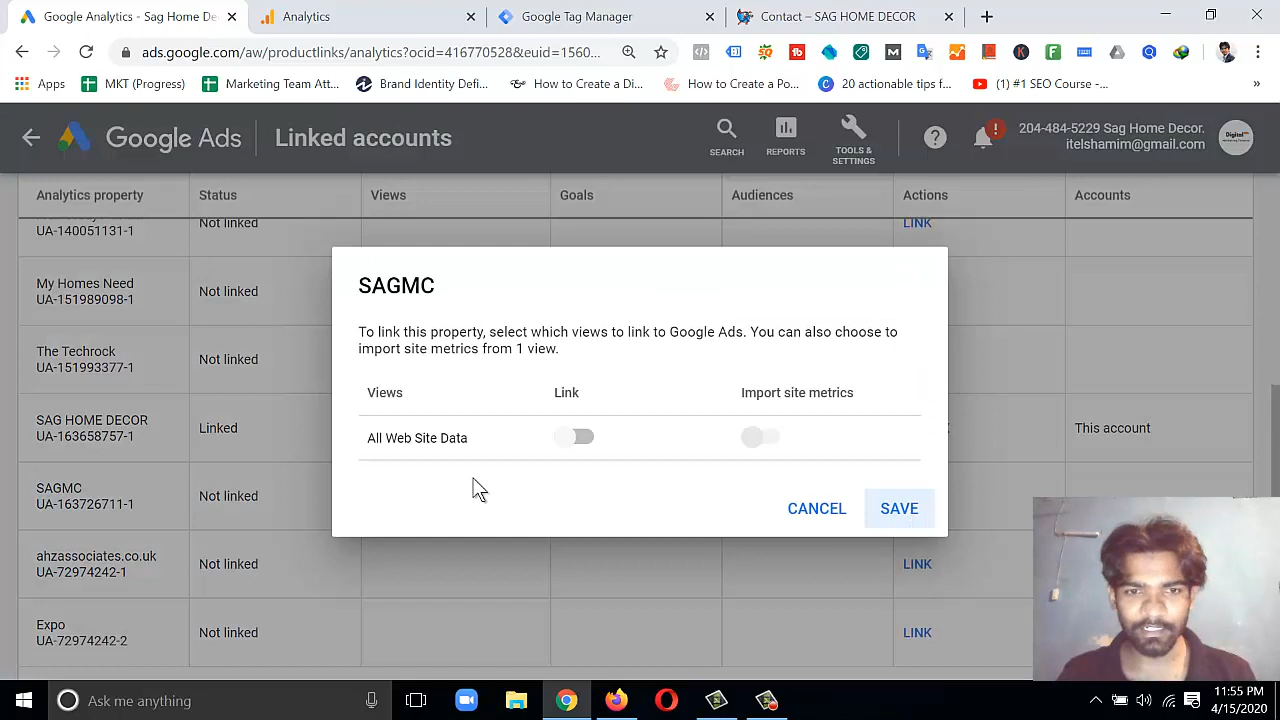 Google Analytics - Sag Home De
Analytics
Google Tag Manager
Contact – SAG HOME DECOR
ads.google.com/aw/productlinks/analytics?ocid=416770528&euid=1560...
Apps
MKT (Progress)
Marketing Team Att...
Brand Identity Defi...
How to Create a Di...
How to Create a Po...
20 actionable tips f...
(1) #1 SEO Course -...
Google Ads
Linked accounts
SEARCH
REPORTS
TOOLS & SETTINGS
204-484-5229 Sag Home Decor.
itelshamim@gmail.com
Analytics property
Status
Views
Goals
Audiences
Actions
Accounts
UA-140051131-1
Not linked
LINK
My Homes Need
UA-151989098-1
Not linked
The Techrock
UA-151993377-1
Not linked
SAG HOME DECOR
UA-163658757-1
Linked
This account
SAGMC
UA-163726711-1
Not linked
ahzassociates.co.uk
UA-72974242-1
Not linked
LINK
Expo
UA-72974242-2
Not linked
LINK
SAGMC
To link this property, select which views to link to Google Ads. You can also choose to
import site metrics from 1 view.
Views
Link
Import site metrics
All Web Site Data
CANCEL
SAVE
Ask me anything
11:55 PM
4/15/2020